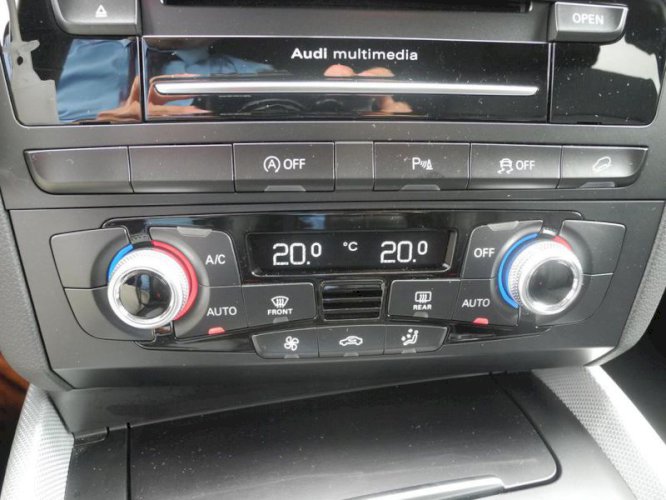 OPEN
Audi multimedia
A OFF
P
OFF
A/C
20.0 °C 20.0
OFF
AUTO
FRONT
REAR
AUTO